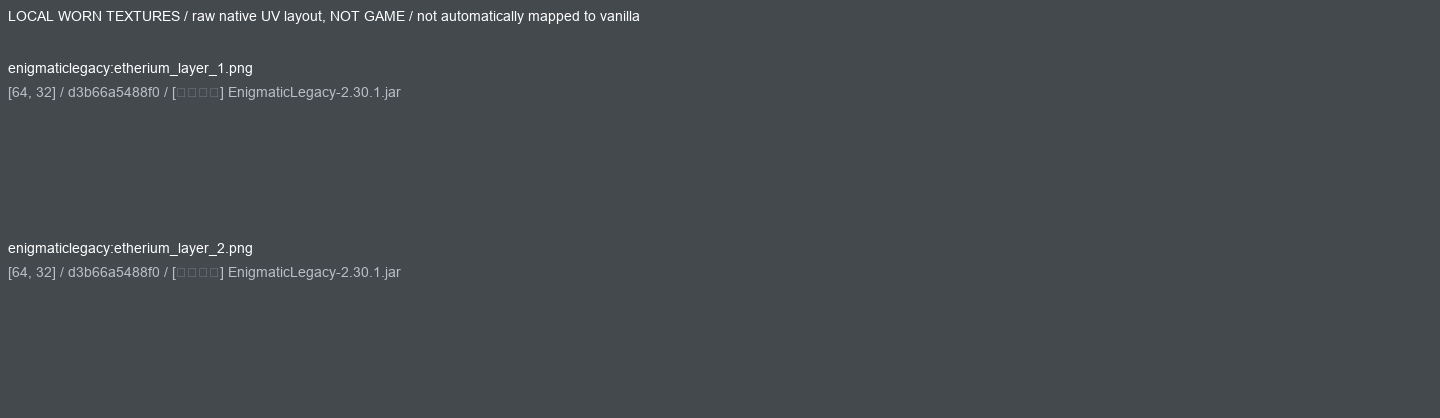 LOCAL WORN TEXTURES / raw native UV layout, NOT GAME / not automatically mapped to vanilla
enigmaticlegacy:etherium_layer_1.png
[64, 32] / d3b66a5488f0 / [□□□□] EnigmaticLegacy-2.30.1.jar
enigmaticlegacy:etherium_layer_2.png
[64, 32] / d3b66a5488f0 / [□□□□] EnigmaticLegacy-2.30.1.jar